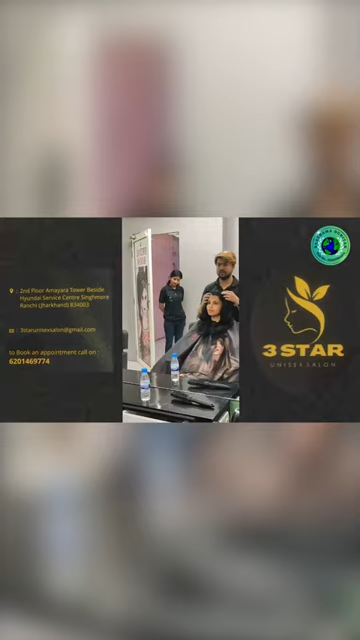 : 2nd Floor Amayara Tower Beside
Hyundai Service Centre Singhmore
Ranchi (Jharkhand) 834003
: 3starunisexsalon@gmail.com
to Book an appointment call on :
6201469774
3 STAR
UNISEX SALON